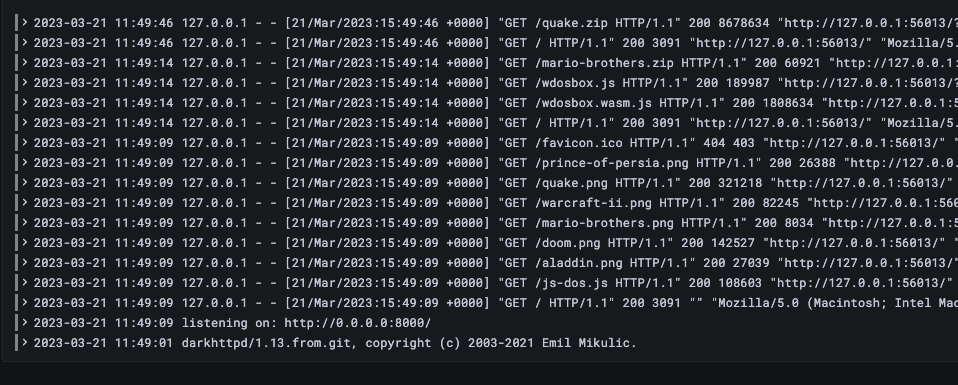 2023-03-21 11:49:46 127.0.0.1 - - [21/Mar/2023:15:49:46 +0000] "GET /quake.zip HTTP/1.1" 200 8678634 "http://127.0.0.1:56013/?
2023-03-21 11:49:46 127.0.0.1 - - [21/Mar/2023:15:49:46 +0000] "GET / HTTP/1.1" 200 3091 "http://127.0.0.1:56013/" "Mozilla/5.
2023-03-21 11:49:14 127.0.0.1 - - [21/Mar/2023:15:49:14 +0000] "GET /mario-brothers.zip HTTP/1.1" 200 60921 "http://127.0.0.1:
2023-03-21 11:49:14 127.0.0.1 - - [21/Mar/2023:15:49:14 +0000] "GET /wdosbox.js HTTP/1.1" 200 189987 "http://127.0.0.1:56013/?
2023-03-21 11:49:14 127.0.0.1 - - [21/Mar/2023:15:49:14 +0000] "GET /wdosbox.wasm.js HTTP/1.1" 200 1808634 "http://127.0.0.1:5
2023-03-21 11:49:14 127.0.0.1 - - [21/Mar/2023:15:49:14 +0000] "GET / HTTP/1.1" 200 3091 "http://127.0.0.1:56013/" "Mozilla/5.
2023-03-21 11:49:09 127.0.0.1 - - [21/Mar/2023:15:49:09 +0000] "GET /favicon.ico HTTP/1.1" 404 403 "http://127.0.0.1:56013/" "
2023-03-21 11:49:09 127.0.0.1 - - [21/Mar/2023:15:49:09 +0000] "GET /prince-of-persia.png HTTP/1.1" 200 26388 "http://127.0.0.
2023-03-21 11:49:09 127.0.0.1 - - [21/Mar/2023:15:49:09 +0000] "GET /quake.png HTTP/1.1" 200 321218 "http://127.0.0.1:56013/"
2023-03-21 11:49:09 127.0.0.1 - - [21/Mar/2023:15:49:09 +0000] "GET /warcraft-ii.png HTTP/1.1" 200 82245 "http://127.0.0.1:560
2023-03-21 11:49:09 127.0.0.1 - - [21/Mar/2023:15:49:09 +0000] "GET /mario-brothers.png HTTP/1.1" 200 8034 "http://127.0.0.1:5
2023-03-21 11:49:09 127.0.0.1 - - [21/Mar/2023:15:49:09 +0000] "GET /doom.png HTTP/1.1" 200 142527 "http://127.0.0.1:56013/" "
2023-03-21 11:49:09 127.0.0.1 - - [21/Mar/2023:15:49:09 +0000] "GET /aladdin.png HTTP/1.1" 200 27039 "http://127.0.0.1:56013/"
2023-03-21 11:49:09 127.0.0.1 - - [21/Mar/2023:15:49:09 +0000] "GET /js-dos.js HTTP/1.1" 200 108603 "http://127.0.0.1:56013/"
2023-03-21 11:49:09 127.0.0.1 - - [21/Mar/2023:15:49:09 +0000] "GET / HTTP/1.1" 200 3091 "" "Mozilla/5.0 (Macintosh; Intel Mac
2023-03-21 11:49:09 listening on: http://0.0.0.0:8000/
2023-03-21 11:49:01 darkhttpd/1.13.from.git, copyright (c) 2003-2021 Emil Mikulic.